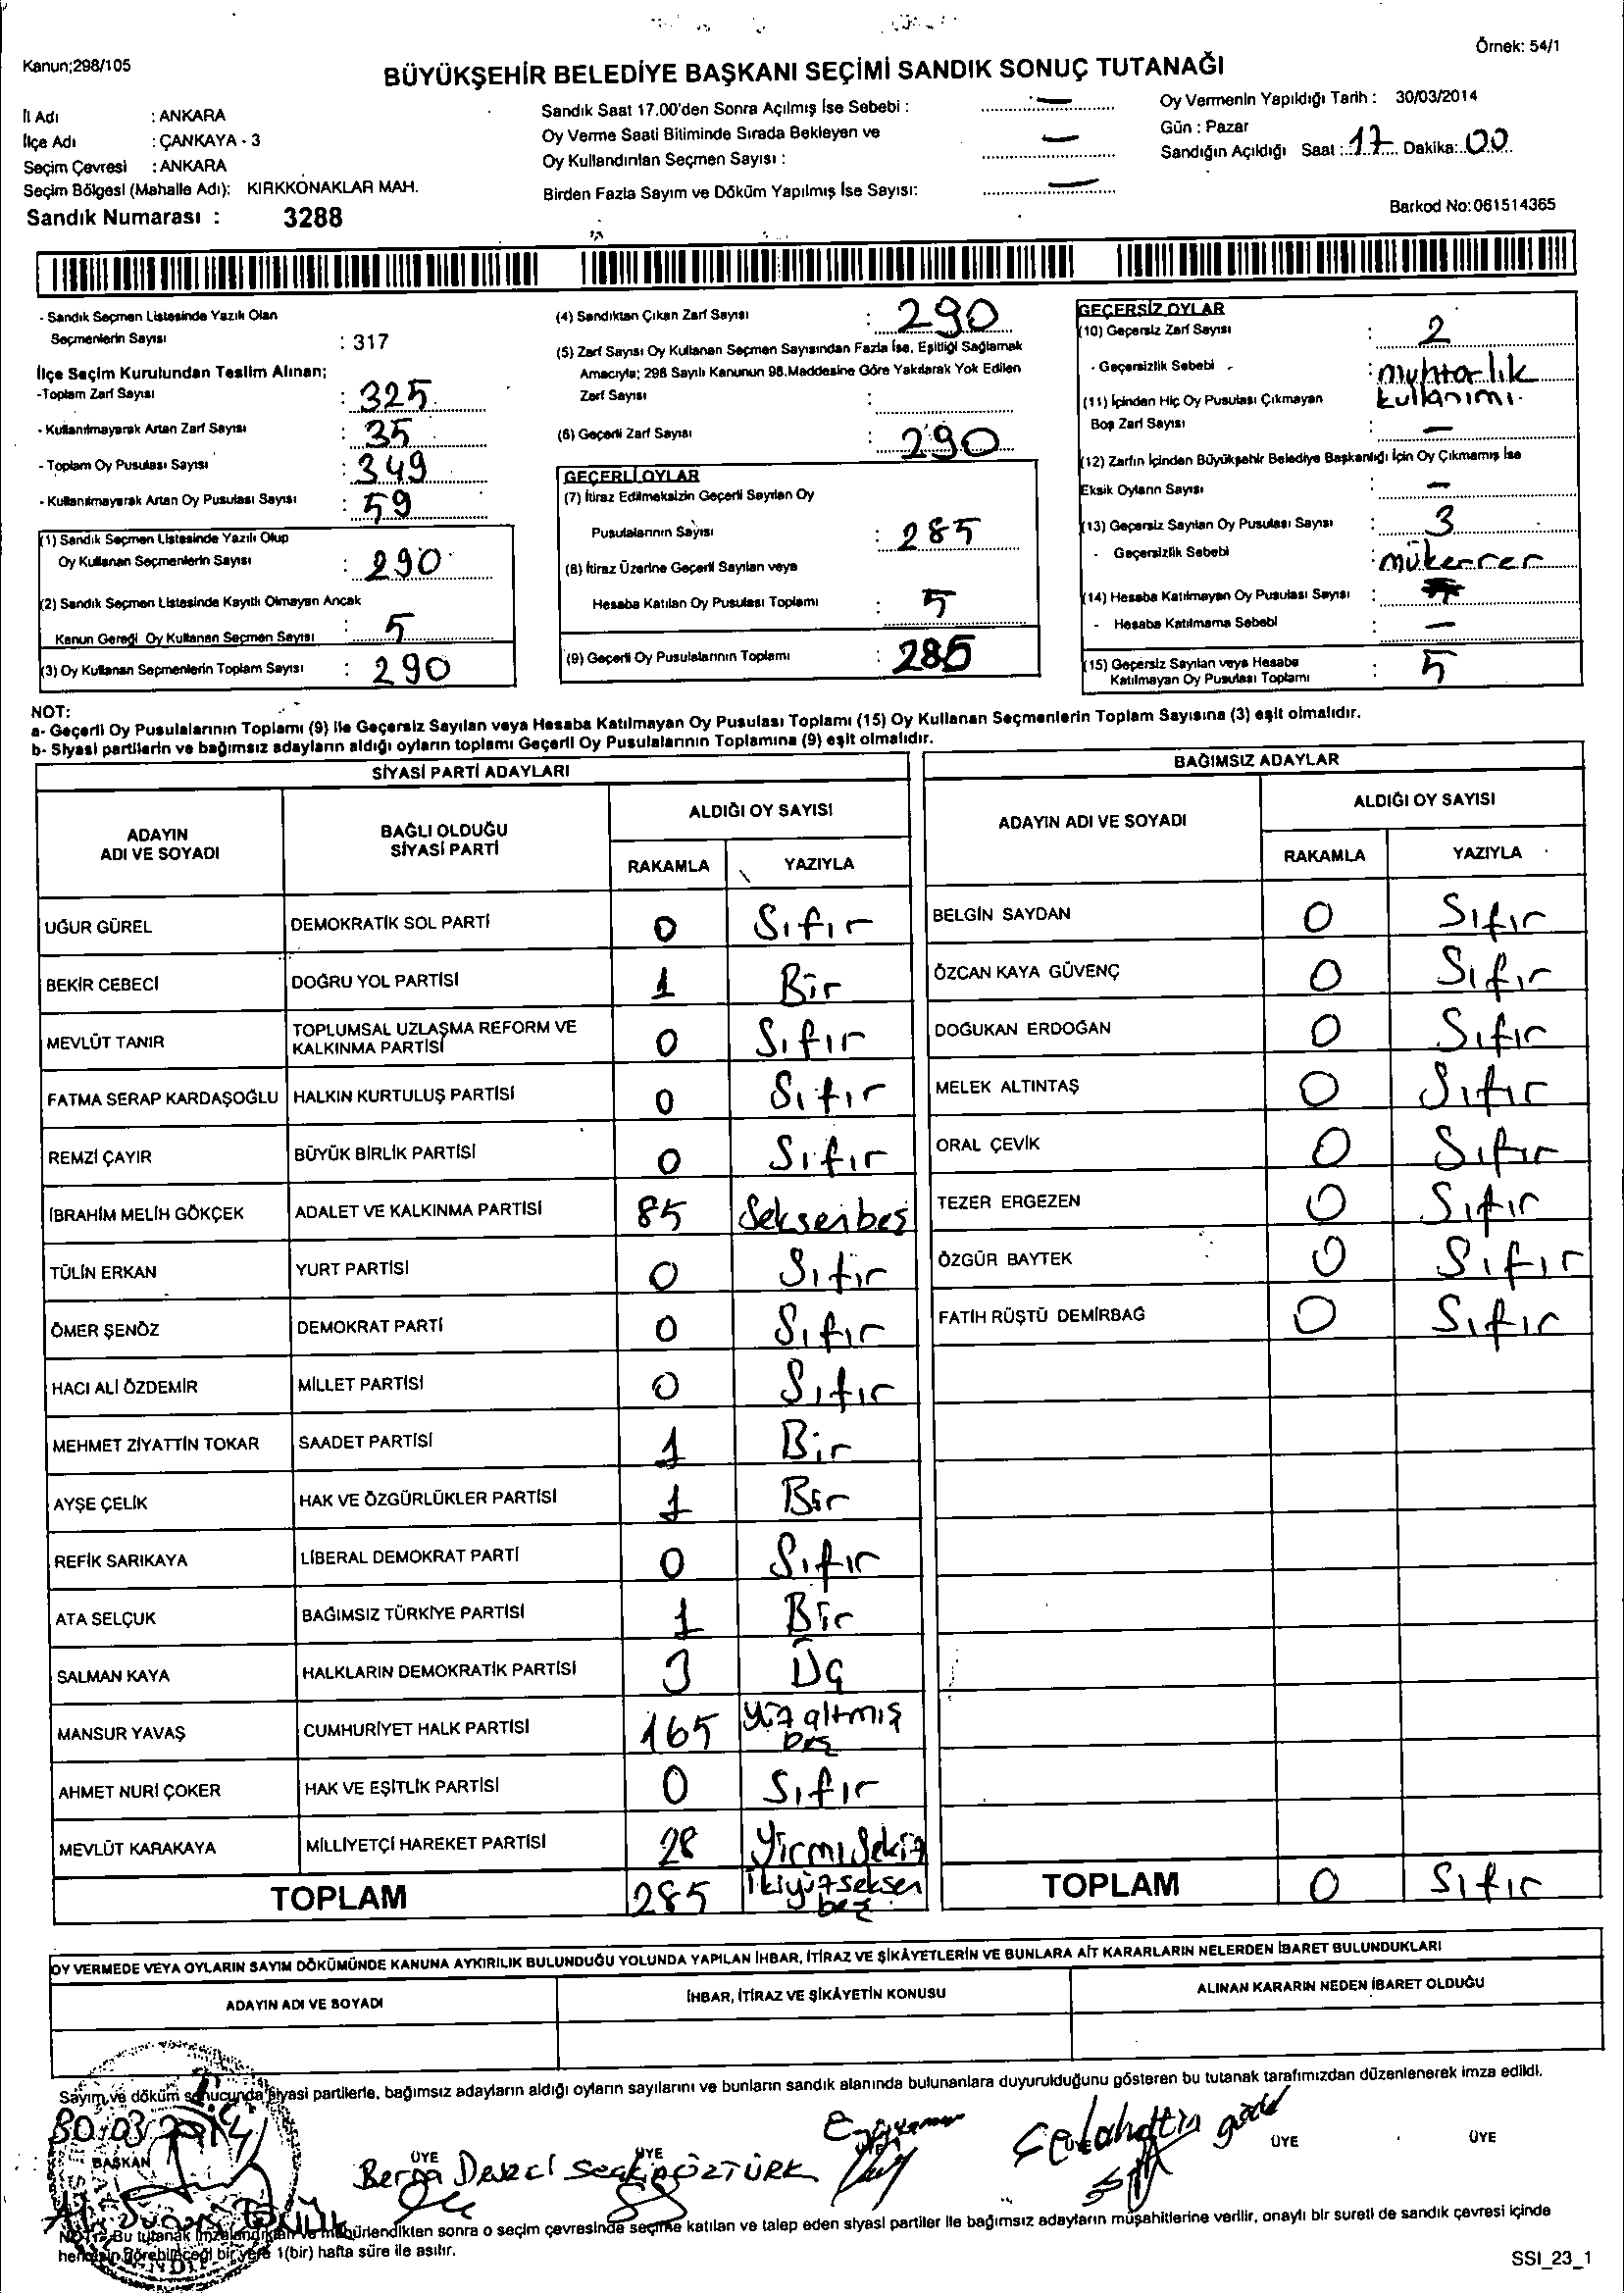 Örnek: 54/1
Kanun;298/105
BÜYÜKŞEHİR BELEDİYE BAŞKANI SEÇİMİ SANDIK SONUÇ TUTANAĞI
İl Adı : ANKARA
İlçe Adı : ÇANKAYA - 3
Seçim Çevresi : ANKARA
Seçim Bölgesi (Mahalle Adı): KIRKKONAKLAR MAH.
Sandık Numarası : 3288
Sandık Saat 17.00'den Sonra Açılmış İse Sebebi : —
Oy Verme Saati Bitiminde Sırada Bekleyen ve
Oy Kullandırılan Seçmen Sayısı : —
Birden Fazla Sayım ve Döküm Yapılmış İse Sayısı: —
Oy Vermenin Yapıldığı Tarih : 30/03/2014
Gün : Pazar
Sandığın Açıldığı Saat : 17 Dakika: 00
Barkod No:061514365
- Sandık Seçmen Listesinde Yazılı Olan
Seçmenlerin Sayısı : 317
İlçe Seçim Kurulundan Teslim Alınan;
-Toplam Zarf Sayısı : 325
- Kullanılmayarak Artan Zarf Sayısı : 35
- Toplam Oy Pusulası Sayısı : 349
- Kullanılmayarak Artan Oy Pusulası Sayısı : 59
(1) Sandık Seçmen Listesinde Yazılı Olup
Oy Kullanan Seçmenlerin Sayısı : 290
(2) Sandık Seçmen Listesinde Kayıtlı Olmayan Ancak
Kanun Gereği Oy Kullanan Seçmen Sayısı : 5
(3) Oy Kullanan Seçmenlerin Toplam Sayısı : 290
(4) Sandıktan Çıkan Zarf Sayısı : 290
(5) Zarf Sayısı Oy Kullanan Seçmen Sayısından Fazla İse, Eşitliği Sağlamak
Amacıyla; 298 Sayılı Kanunun 98.Maddesine Göre Yakılarak Yok Edilen
Zarf Sayısı :
(6) Geçerli Zarf Sayısı : 290
GEÇERLİ OYLAR
(7) İtiraz Edilmeksizin Geçerli Sayılan Oy
Pusulalarının Sayısı : 285
(8) İtiraz Üzerine Geçerli Sayılan veya
Hesaba Katılan Oy Pusulası Toplamı : 5
(9) Geçerli Oy Pusulalarının Toplamı : 285
GEÇERSİZ OYLAR
(10) Geçersiz Zarf Sayısı : 2
- Geçersizlik Sebebi : muhtarlık
kullanımı.
(11) İçinden Hiç Oy Pusulası Çıkmayan
Boş Zarf Sayısı : —
(12) Zarfın İçinden Büyükşehir Belediye Başkanlığı İçin Oy Çıkmamış İse
Eksik Oyların Sayısı : —
(13) Geçersiz Sayılan Oy Pusulası Sayısı : 3
- Geçersizlik Sebebi : mükerrer
(14) Hesaba Katılmayan Oy Pusulası Sayısı :
- Hesaba Katılmama Sebebi : —
(15) Geçersiz Sayılan veya Hesaba
Katılmayan Oy Pusulası Toplamı : 5
NOT:
a- Geçerli Oy Pusulalarının Toplamı (9) ile Geçersiz Sayılan veya Hesaba Katılmayan Oy Pusulası Toplamı (15) Oy Kullanan Seçmenlerin Toplam Sayısına (3) eşit olmalıdır.
b- Siyasi partilerin ve bağımsız adayların aldığı oyların toplamı Geçerli Oy Pusulalarının Toplamına (9) eşit olmalıdır.
SİYASİ PARTİ ADAYLARI
ADAYIN
ADI VE SOYADI
BAĞLI OLDUĞU
SİYASİ PARTİ
ALDIĞI OY SAYISI
RAKAMLA YAZIYLA
UĞUR GÜREL DEMOKRATİK SOL PARTİ 0 Sıfır
BEKİR CEBECİ DOĞRU YOL PARTİSİ 1 Bir
MEVLÜT TANIR TOPLUMSAL UZLAŞMA REFORM VE
KALKINMA PARTİSİ 0 Sıfır
FATMA SERAP KARDAŞOĞLU HALKIN KURTULUŞ PARTİSİ 0 Sıfır
REMZİ ÇAYIR BÜYÜK BİRLİK PARTİSİ 0 Sıfır
İBRAHİM MELİH GÖKÇEK ADALET VE KALKINMA PARTİSİ 85 Seksenbeş
TÜLİN ERKAN YURT PARTİSİ 0 Sıfır
ÖMER ŞENÖZ DEMOKRAT PARTİ 0 Sıfır
HACI ALİ ÖZDEMİR MİLLET PARTİSİ 0 Sıfır
MEHMET ZİYATTİN TOKAR SAADET PARTİSİ 1 Bir
AYŞE ÇELİK HAK VE ÖZGÜRLÜKLER PARTİSİ 1 Bir
REFİK SARIKAYA LİBERAL DEMOKRAT PARTİ 0 Sıfır
ATA SELÇUK BAĞIMSIZ TÜRKİYE PARTİSİ 1 Bir
SALMAN KAYA HALKLARIN DEMOKRATİK PARTİSİ 3 Üç
MANSUR YAVAŞ CUMHURİYET HALK PARTİSİ 165 Yüz altmış
beş
AHMET NURİ ÇOKER HAK VE EŞİTLİK PARTİSİ 0 Sıfır
MEVLÜT KARAKAYA MİLLİYETÇİ HAREKET PARTİSİ 28 Yirmi Sekiz
TOPLAM 285 İkiyüzseksen
beş
BAĞIMSIZ ADAYLAR
ADAYIN ADI VE SOYADI
ALDIĞI OY SAYISI
RAKAMLA YAZIYLA
BELGİN SAYDAN 0 Sıfır
ÖZCAN KAYA GÜVENÇ 0 Sıfır
DOĞUKAN ERDOĞAN 0 Sıfır
MELEK ALTINTAŞ 0 Sıfır
ORAL ÇEVİK 0 Sıfır
TEZER ERGEZEN 0 Sıfır
ÖZGÜR BAYTEK 0 Sıfır
FATİH RÜŞTÜ DEMİRBAĞ 0 Sıfır
TOPLAM 0 Sıfır
OY VERMEDE VEYA OYLARIN SAYIM DÖKÜMÜNDE KANUNA AYKIRILIK BULUNDUĞU YOLUNDA YAPILAN İHBAR, İTİRAZ VE ŞİKÂYETLERİN VE BUNLARA AİT KARARLARIN NELERDEN İBARET BULUNDUKLARI
ADAYIN ADI VE SOYADI İHBAR, İTİRAZ VE ŞİKÂYETİN KONUSU ALINAN KARARIN NEDEN İBARET OLDUĞU
Sayım ve döküm sonucunda siyasi partilerle, bağımsız adayların aldığı oyların sayılarını ve bunların sandık alanında bulunanlara duyurulduğunu gösteren bu tutanak tarafımızdan düzenlenerek imza edildi.
30.03.2014
BAŞKAN ÜYE ÜYE ÜYE ÜYE ÜYE ÜYE
Seçkin ÖZTÜRK Selahattin
NOT : Bu tutanak imzalandıktan ve mühürlendikten sonra o seçim çevresinde seçime katılan ve talep eden siyasi partiler ile bağımsız adayların müşahitlerine verilir, onaylı bir sureti de sandık çevresi içinde
herkesin görebileceği bir yere 1(bir) hafta süre ile asılır.
SSI_23_1